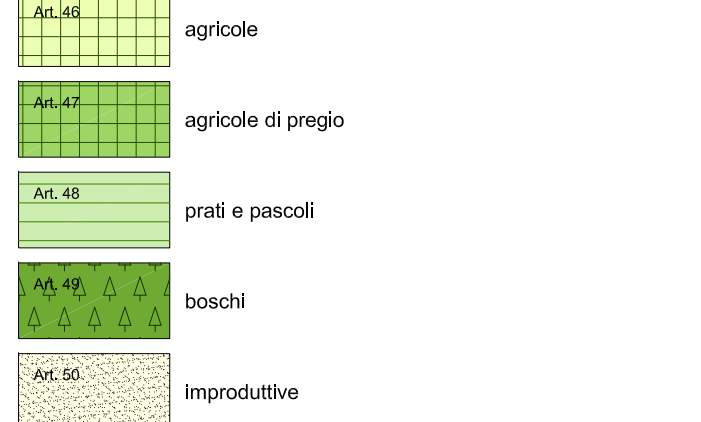 Art. 46
agricole
Art. 47
agricole di pregio
Art. 48
prati e pascoli
Art. 49
boschi
Art. 50
improduttive